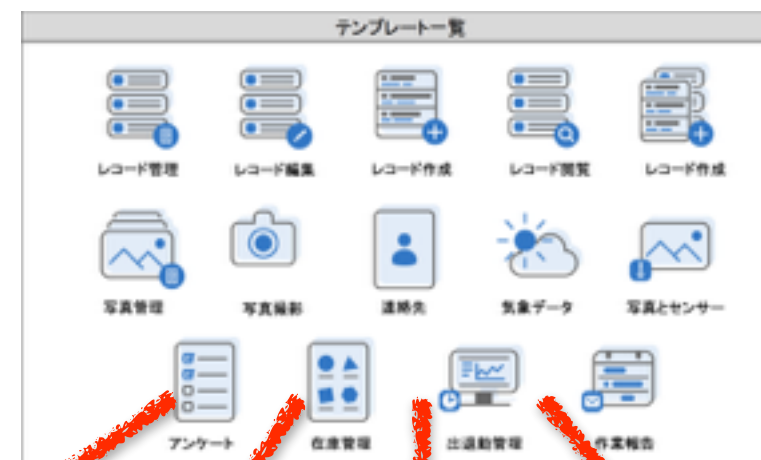 テンプレート一覧
レコード管理
レコード編集
レコード作成
レコード閲覧
レコード作成
写真管理
写真撮影
連絡先
気象データ
写真とセンサー
アンケート
在庫管理
出退勤管理
作業報告